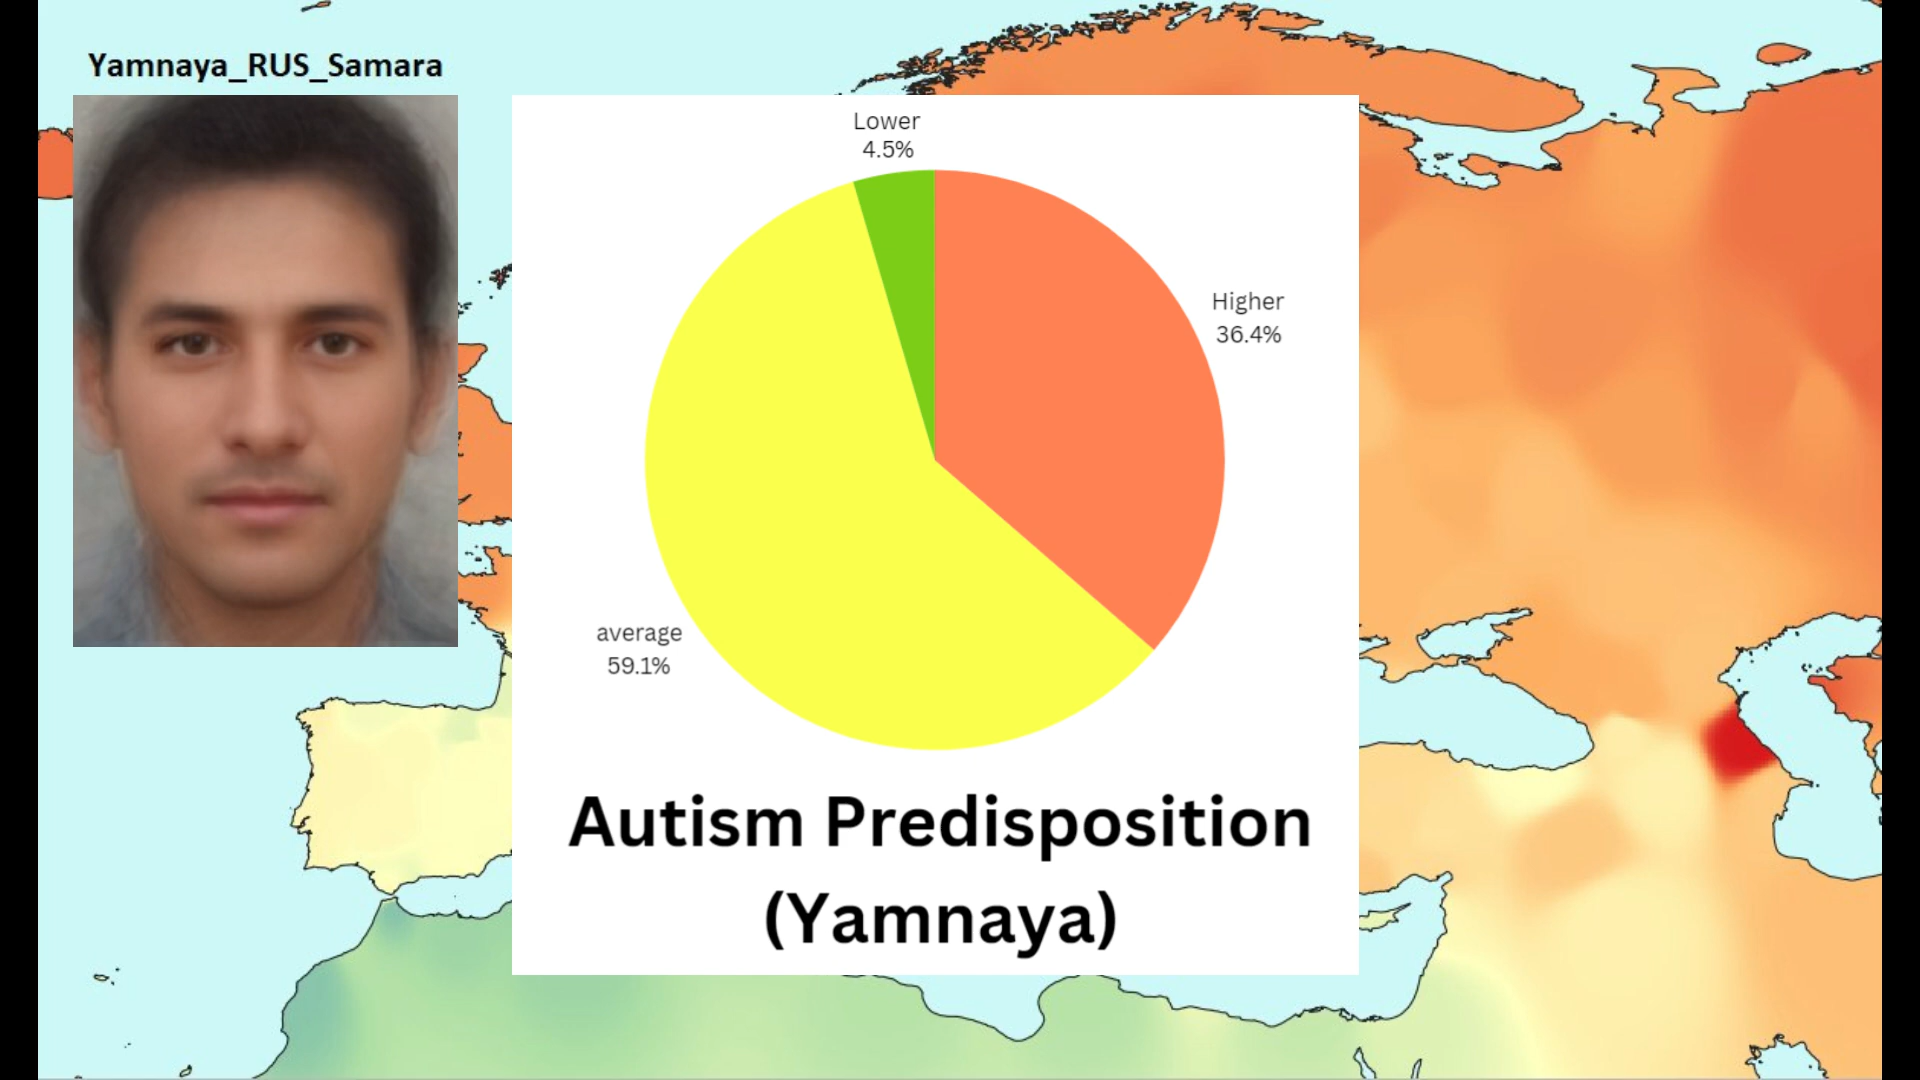 Yamnaya_RUS_Samara
Lower
4.5%
Higher
36.4%
average
59.1%
Autism Predisposition
(Yamnaya)